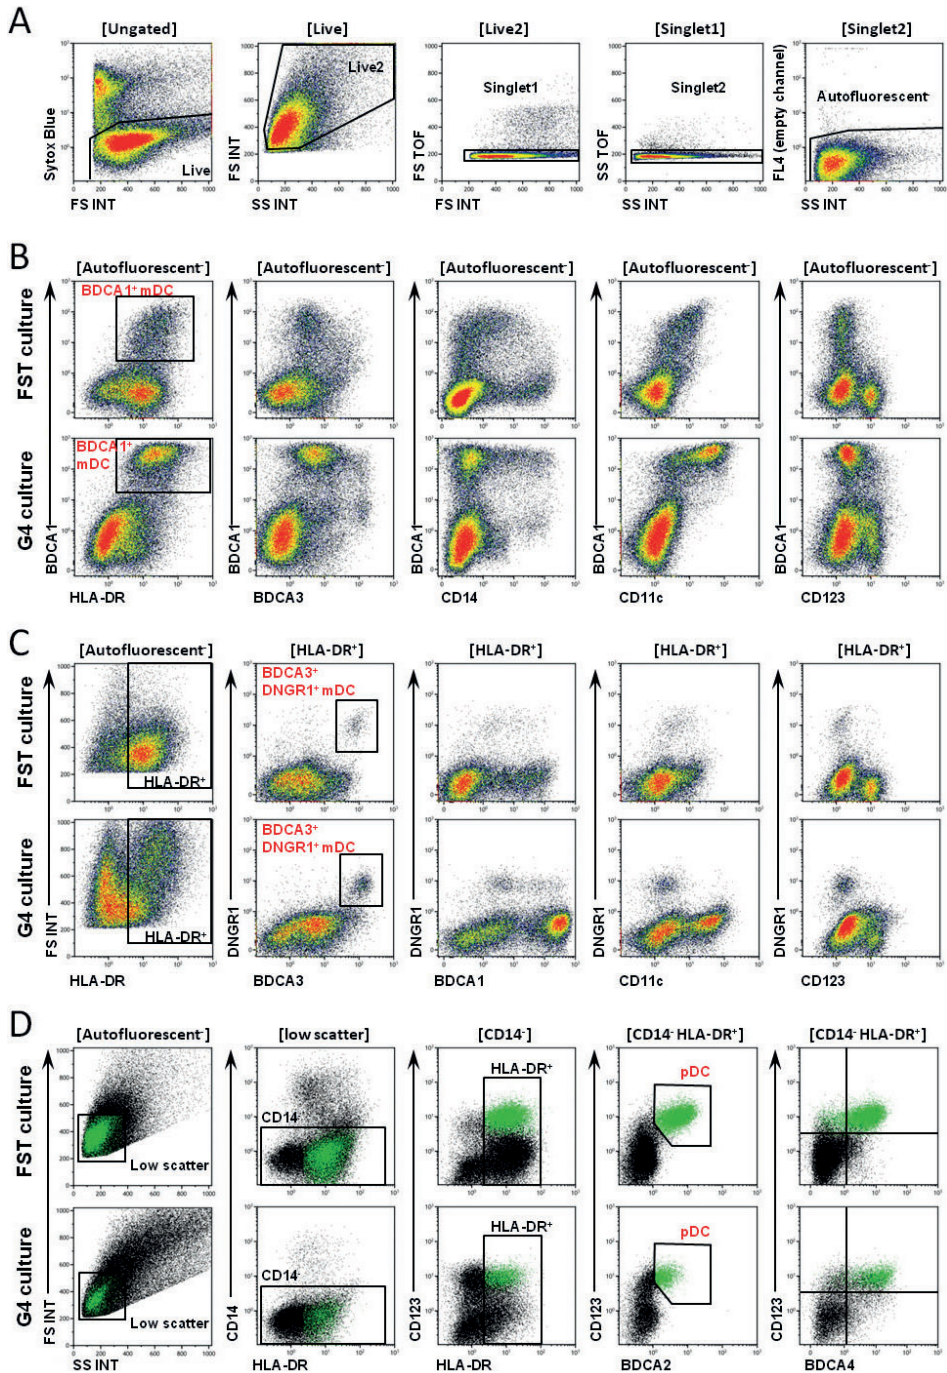 A
[Ungated]
[Live]
[Live2]
[Singlet1]
[Singlet2]
Sytox Blue
Live
FS INT
FS INT
Live2
SS INT
FS TOF
Singlet1
FS INT
SS TOF
Singlet2
SS INT
FL4 (empty channel)
Autofluorescent-
SS INT
B
[Autofluorescent-]
[Autofluorescent-]
[Autofluorescent-]
[Autofluorescent-]
[Autofluorescent-]
FST culture
BDCA1+ mDC
G4 culture
BDCA1+
mDC
BDCA1
BDCA1
BDCA1
BDCA1
BDCA1
HLA-DR
BDCA3
CD14
CD11c
CD123
C
[Autofluorescent-]
[HLA-DR+]
[HLA-DR+]
[HLA-DR+]
[HLA-DR+]
FST culture
HLA-DR+
BDCA3+
DNGR1+ mDC
G4 culture
HLA-DR+
BDCA3+
DNGR1+ mDC
FS INT
DNGR1
DNGR1
DNGR1
DNGR1
HLA-DR
BDCA3
BDCA1
CD11c
CD123
D
[Autofluorescent-]
[low scatter]
[CD14-]
[CD14- HLA-DR+]
[CD14- HLA-DR+]
FST culture
Low scatter
CD14
HLA-DR+
pDC
G4 culture
Low scatter
CD14
HLA-DR+
pDC
FS INT
CD14
CD123
CD123
CD123
SS INT
HLA-DR
HLA-DR
BDCA2
BDCA4